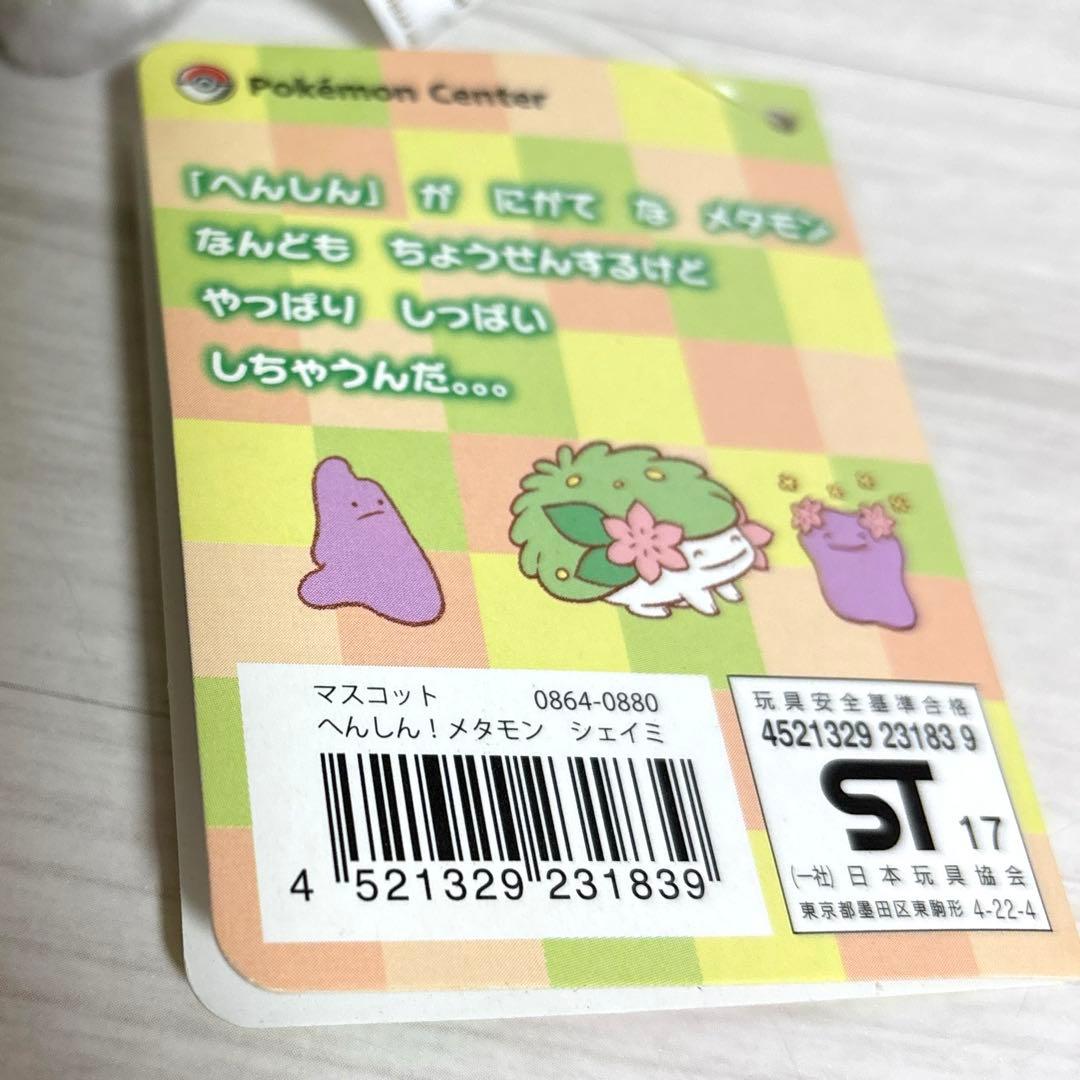 Pokémon Center
「へんしん」 が にがて な メタモン
なんども ちょうせんするけど
やっぱり しっぱい
しちゃうんだ。。。
マスコット 0864-0880
へんしん！メタモン シェイミ
4 521329 231839
玩具安全基準合格
4521329 23183 9
ST 17
(一社) 日本玩具協会
東京都墨田区東駒形 4-22-4